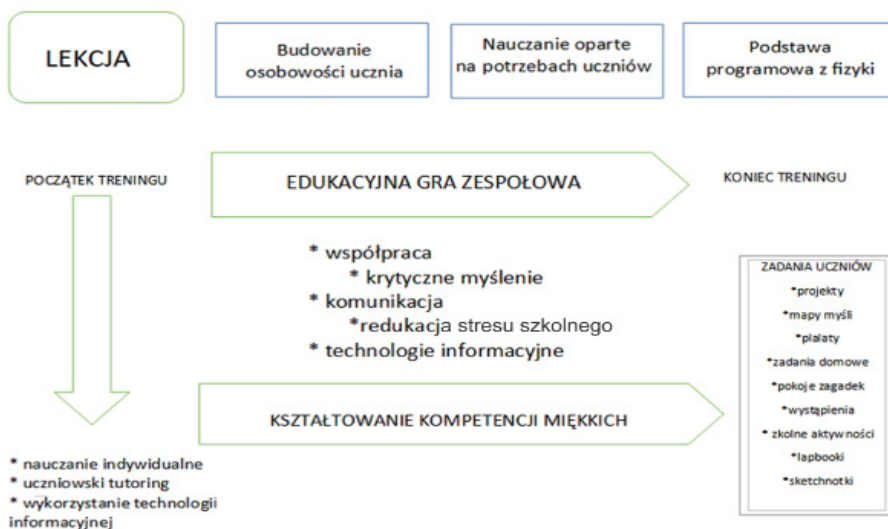 LEKCJA
Budowanie
osobowości ucznia
Nauczanie oparte
na potrzebach uczniów
Podstawa
programowa z fizyki
POCZĄTEK TRENINGU
EDUKACYJNA GRA ZESPOŁOWA
KONIEC TRENINGU
* współpraca
* krytyczne myślenie
* komunikacja
*redukacja stresu szkolnego
* technologie informacyjne
ZADANIA UCZNIÓW
*projekty
*mapy myśli
*plalaty
*zadania domowe
*pokoje zagadek
*wystąpienia
* zkolne aktywności
*lapbooki
*sketchnotki
KSZTAŁTOWANIE KOMPETENCJI MIĘKKICH
* nauczanie indywidualne
* uczniowski tutoring
* wykorzystanie technologii
informacyjnej